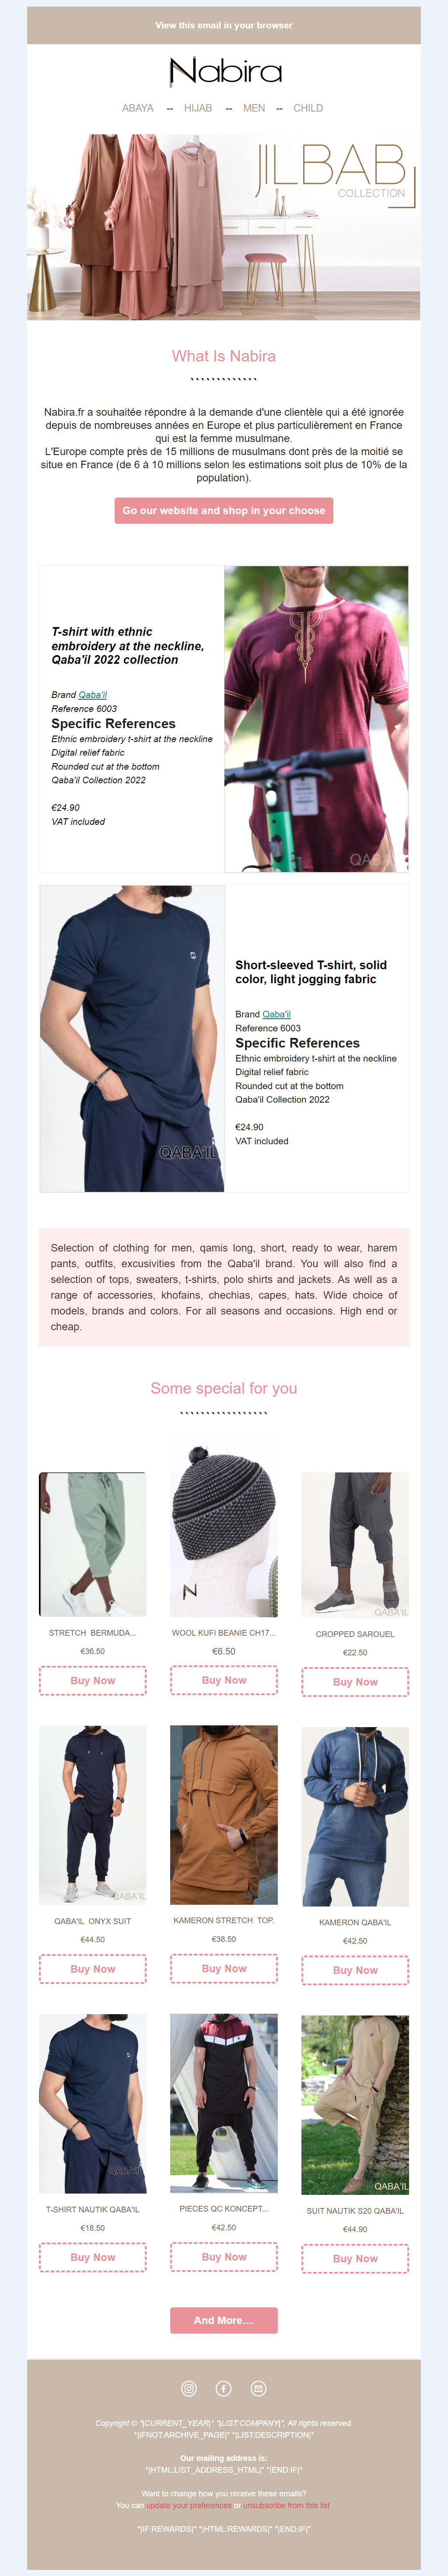 View this email in your browser
Nabira
ABAYA -- HIJAB -- MEN -- CHILD
JILBAB
COLLECTION
What Is Nabira
Nabira.fr a souhaitée répondre à la demande d'une clientèle qui a été ignorée
depuis de nombreuses années en Europe et plus particulièrement en France
qui est la femme musulmane.
L'Europe compte près de 15 millions de musulmans dont près de la moitié se
situe en France (de 6 à 10 millions selon les estimations soit plus de 10% de la
population).
Go our website and shop in your choose
T-shirt with ethnic
embroidery at the neckline,
Qaba'il 2022 collection
Brand Qaba'il
Reference 6003
Specific References
Ethnic embroidery t-shirt at the neckline
Digital relief fabric
Rounded cut at the bottom
Qaba'il Collection 2022
€24.90
VAT included
QABA'IL
QABA'IL
Short-sleeved T-shirt, solid
color, light jogging fabric
Brand Qaba'il
Reference 6003
Specific References
Ethnic embroidery t-shirt at the neckline
Digital relief fabric
Rounded cut at the bottom
Qaba'il Collection 2022
€24.90
VAT included
Selection of clothing for men, qamis long, short, ready to wear, harem
pants, outfits, excusivities from the Qaba'il brand. You will also find a
selection of tops, sweaters, t-shirts, polo shirts and jackets. As well as a
range of accessories, khofains, chechias, capes, hats. Wide choice of
models, brands and colors. For all seasons and occasions. High end or
cheap.
Some special for you
N
QABA'IL
STRETCH BERMUDA...
€36.50
Buy Now
WOOL KUFI BEANIE CH17...
€6.50
Buy Now
CROPPED SAROUEL
€22.50
Buy Now
QABA'IL
QABA'IL ONYX SUIT
€44.50
Buy Now
KAMERON STRETCH TOP.
€38.50
Buy Now
KAMERON QABA'IL
€42.50
Buy Now
QABA'IL
QABA'IL
T-SHIRT NAUTIK QABA'IL
€18.50
Buy Now
PIECES QC KONCEPT...
€42.50
Buy Now
SUIT NAUTIK S20 QABA'IL
€44.90
Buy Now
And More....
Copyright © *|CURRENT_YEAR|* *|LIST:COMPANY|*, All rights reserved.
*|IFNOT:ARCHIVE_PAGE|* *|LIST:DESCRIPTION|*
Our mailing address is:
*|HTML:LIST_ADDRESS_HTML|* *|END:IF|*
Want to change how you receive these emails?
You can update your preferences or unsubscribe from this list.
*|IF:REWARDS|* *|HTML:REWARDS|* *|END:IF|*